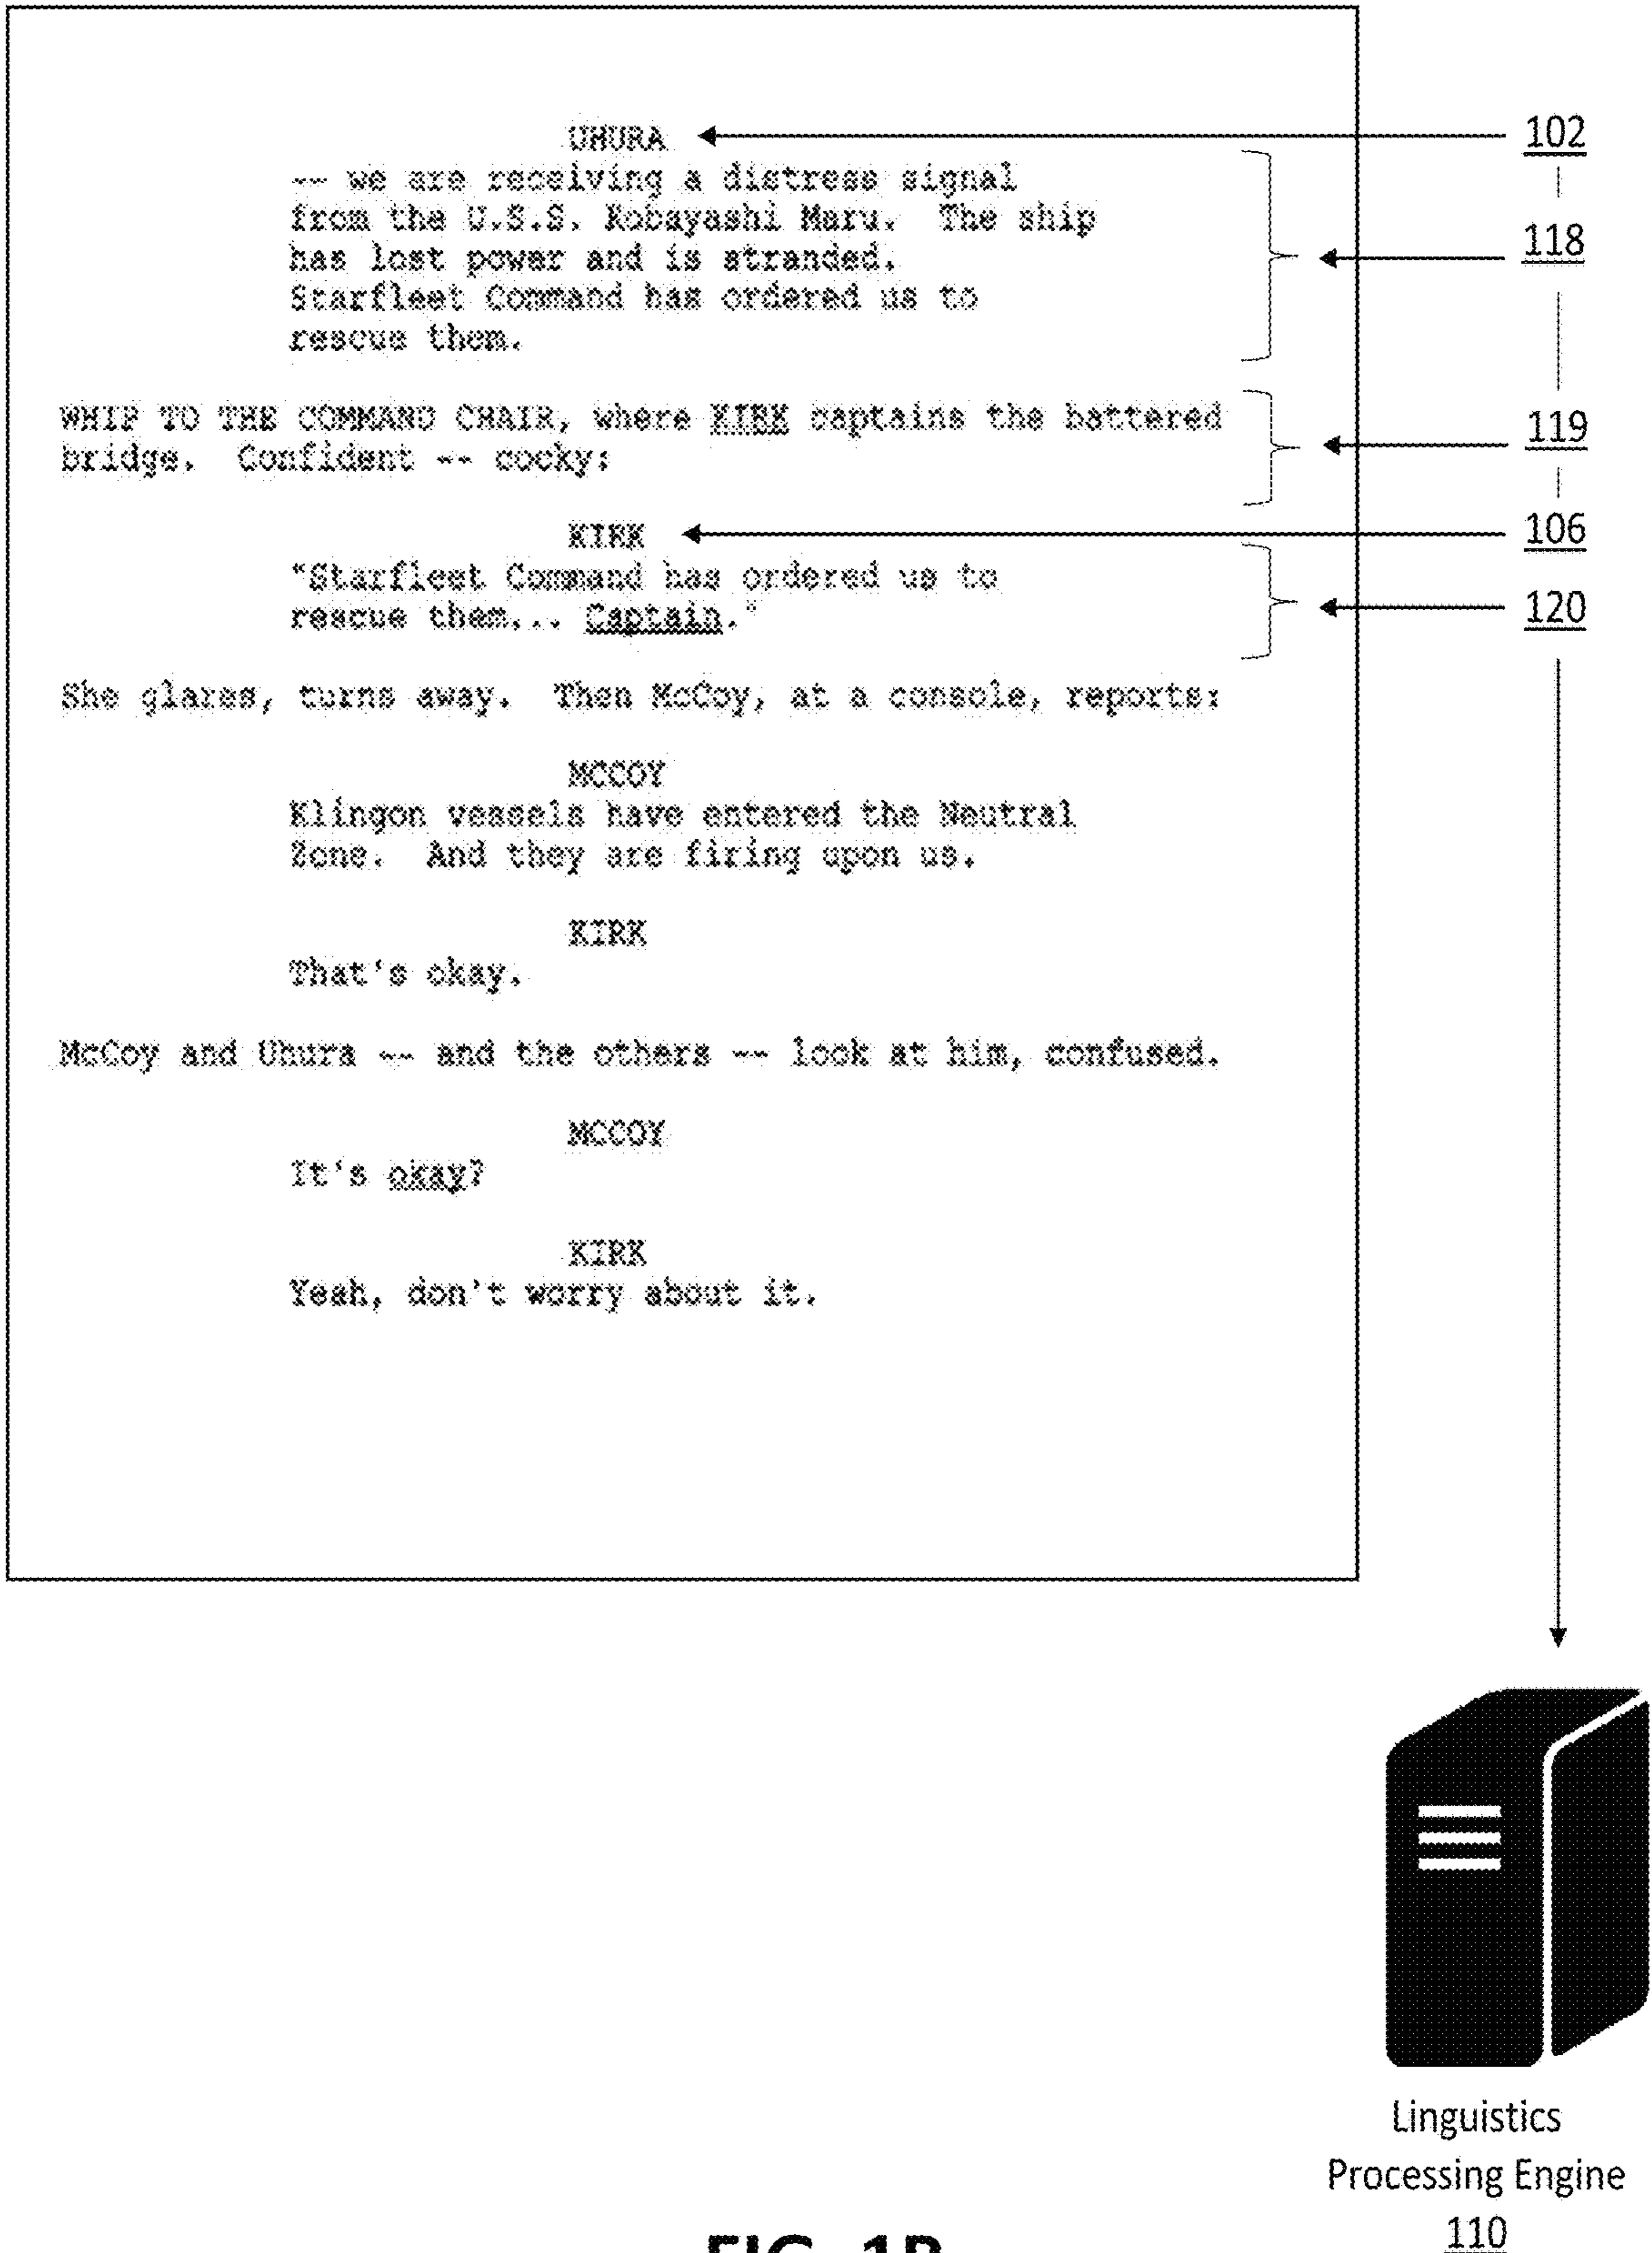 UHURA
102
-- we are receiving a distress signal
from the U.S.S. Kobayashi Maru. The ship
118
has lost power and is stranded.
Starfleet Command has ordered us to
rescue them.
WHIP TO THE COMMAND CHAIR, where KIRK captains the battered
119
bridge. Confident -- cocky:
KIRK
106
"Starfleet Command has ordered us to
rescue them... Captain."
120
She glares, turns away. Then McCoy, at a console, reports:
MCCOY
Klingon vessels have entered the Neutral
Zone. And they are firing upon us.
KIRK
That's okay.
McCoy and Uhura -- and the others -- look at him, confused.
MCCOY
It's okay?
KIRK
Yeah, don't worry about it.
Linguistics
Processing Engine
110
FIG. 1B